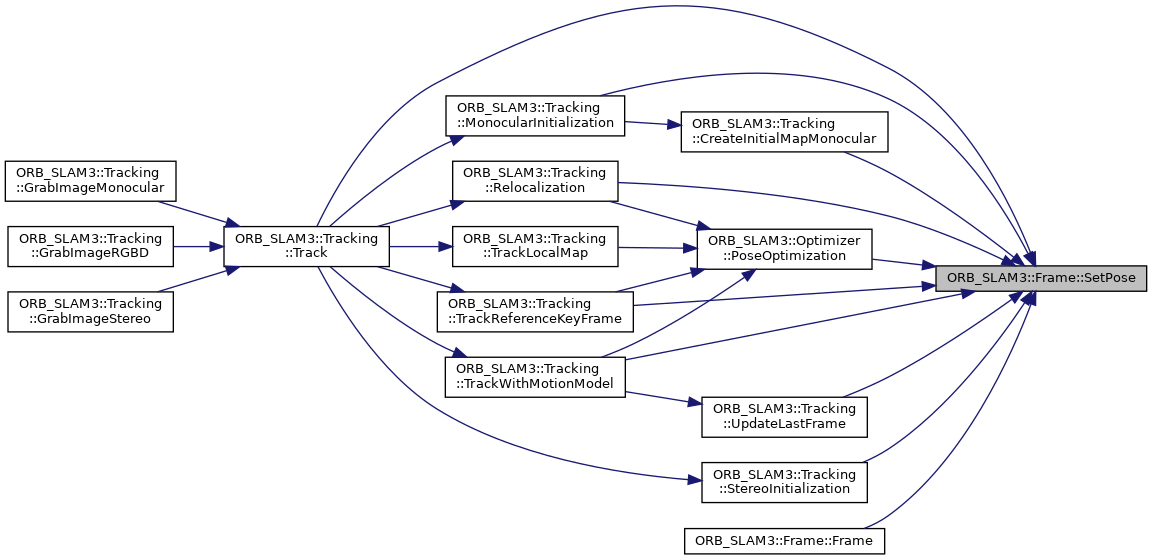 ORB_SLAM3::Tracking
::GrabImageMonocular
ORB_SLAM3::Tracking
::GrabImageRGBD
ORB_SLAM3::Tracking
::GrabImageStereo
ORB_SLAM3::Tracking
::Track
ORB_SLAM3::Tracking
::MonocularInitialization
ORB_SLAM3::Tracking
::Relocalization
ORB_SLAM3::Tracking
::TrackLocalMap
ORB_SLAM3::Tracking
::TrackReferenceKeyFrame
ORB_SLAM3::Tracking
::TrackWithMotionModel
ORB_SLAM3::Tracking
::CreateInitialMapMonocular
ORB_SLAM3::Optimizer
::PoseOptimization
ORB_SLAM3::Tracking
::UpdateLastFrame
ORB_SLAM3::Tracking
::StereoInitialization
ORB_SLAM3::Frame::Frame
ORB_SLAM3::Frame::SetPose